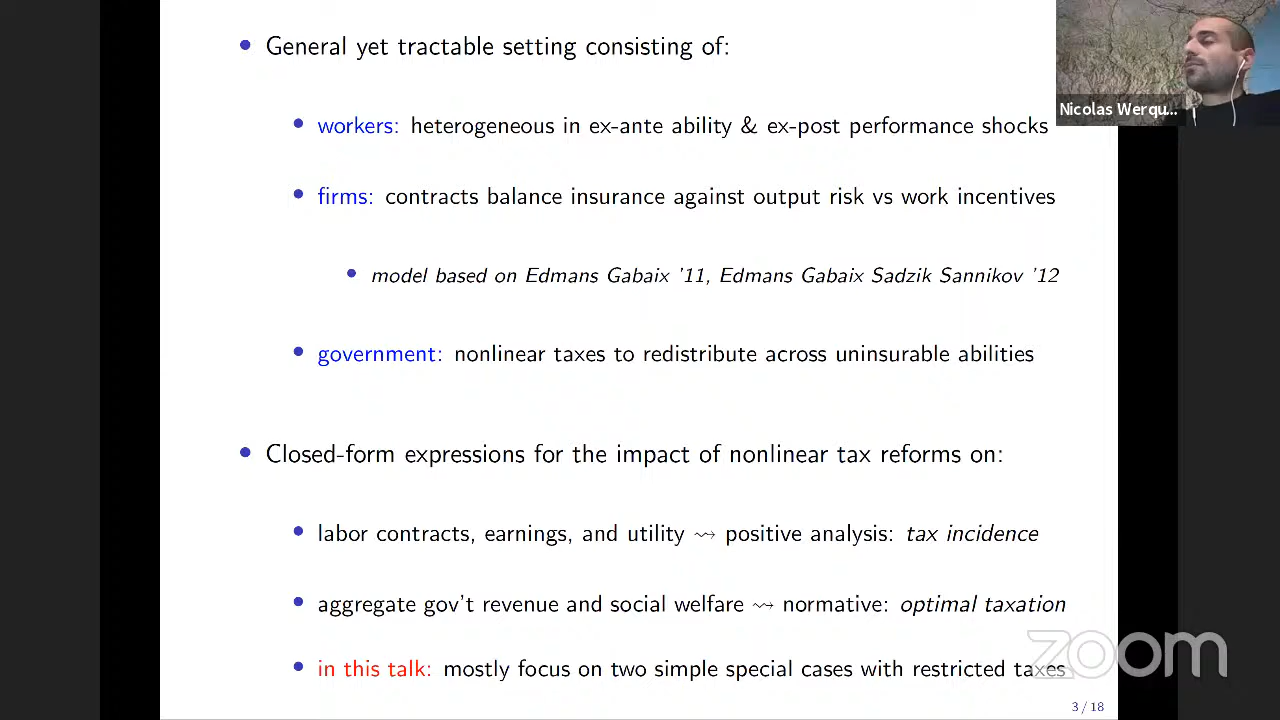 General yet tractable setting consisting of:
Nicolas Werqu...
workers: heterogeneous in ex-ante ability & ex-post performance shocks
firms: contracts balance insurance against output risk vs work incentives
model based on Edmans Gabaix '11, Edmans Gabaix Sadzik Sannikov '12
government: nonlinear taxes to redistribute across uninsurable abilities
Closed-form expressions for the impact of nonlinear tax reforms on:
labor contracts, earnings, and utility ⇝ positive analysis: tax incidence
aggregate gov't revenue and social welfare ⇝ normative: optimal taxation
in this talk: mostly focus on two simple special cases with restricted taxes
zoom
3 / 18